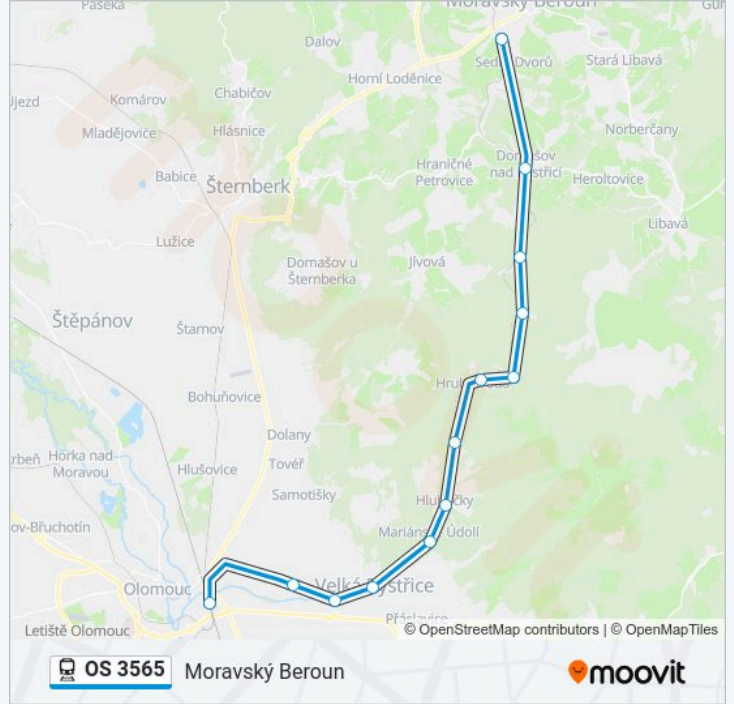 Paseka
Moravský Beroun
Dalov
Sedm Dvorů
Stará Libavá
Horní Loděnice
Újezd
Komárov
Chabičov
Mladějovice
Hlásnice
Norberčany
Hraničné
Petrovice
Domašov
nad Bystřicí
Babice
Šternberk
Heroltovice
Libavá
Lužice
Domašov u
Šternberka
Jívová
Štěpánov
Štarnov
Hrubá Voda
Bohuňovice
Dolany
Horka nad
Moravou
Tovéř
Hlušovice
Samotišky
Hlubočky
Mariánské Údolí
ov-Břuchotín
Olomouc
Velká Bystřice
Přáslavice
Letiště Olomouc
© OpenStreetMap contributors | © OpenMapTiles
OS 3565
Moravský Beroun
moovit